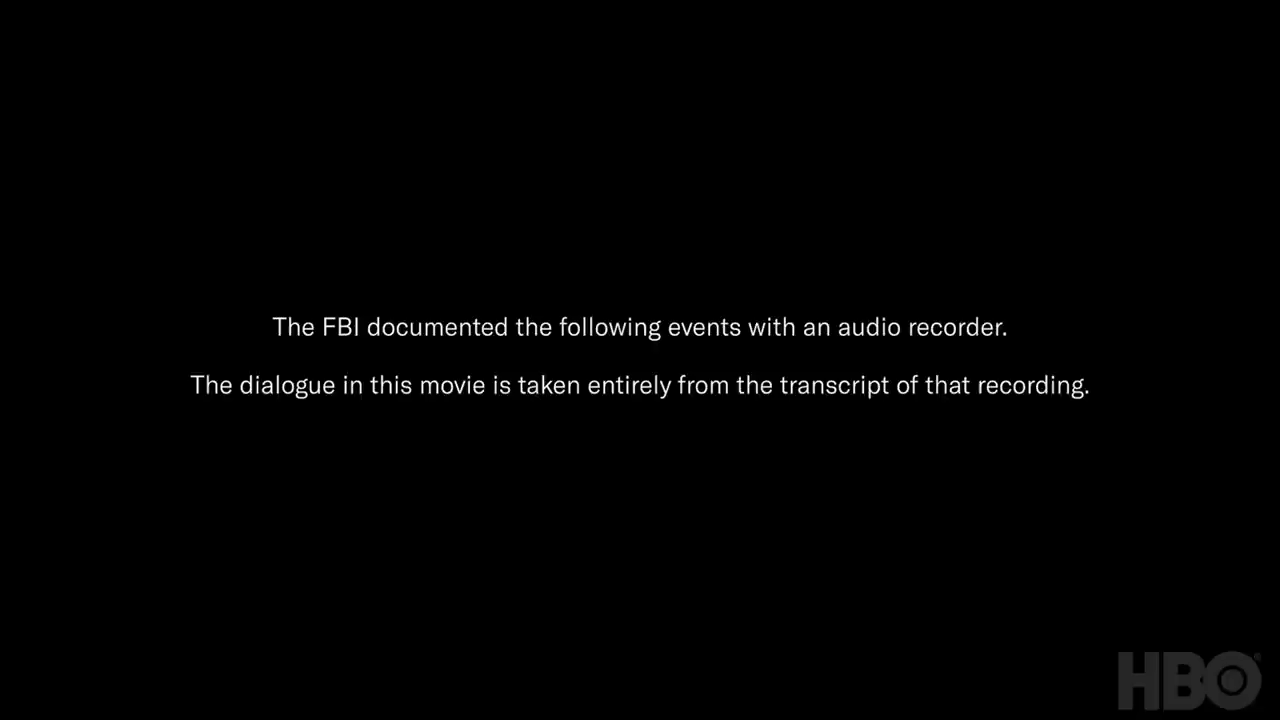 The FBI documented the following events with an audio recorder.
The dialogue in this movie is taken entirely from the transcript of that recording.
HBO